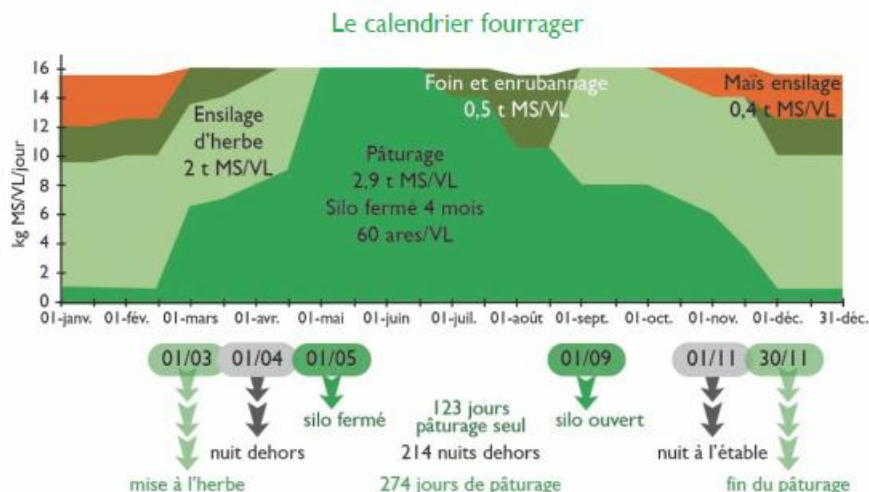 Le calendrier fourrager
kg MS/VL/jour
16
14
12
10
8
6
4
2
0
Ensilage
d'herbe
2 t MS/VL
Pâturage
2,9 t MS/VL
Silo fermé 4 mois
60 ares/VL
Foin et enrubannage
0,5 t MS/VL
Maïs ensilage
0,4 t MS/VL
01-janv. 01-fév. 01-mars 01-avr. 01-mai 01-juin 01-juil. 01-août 01-sept. 01-oct. 01-nov. 01-déc. 31-déc.
01/03 01/04 01/05 01/09 01/11 30/11
silo fermé 123 jours
pâturage seul silo ouvert
nuit dehors 214 nuits dehors nuit à l'étable
mise à l'herbe 274 jours de pâturage fin du pâturage